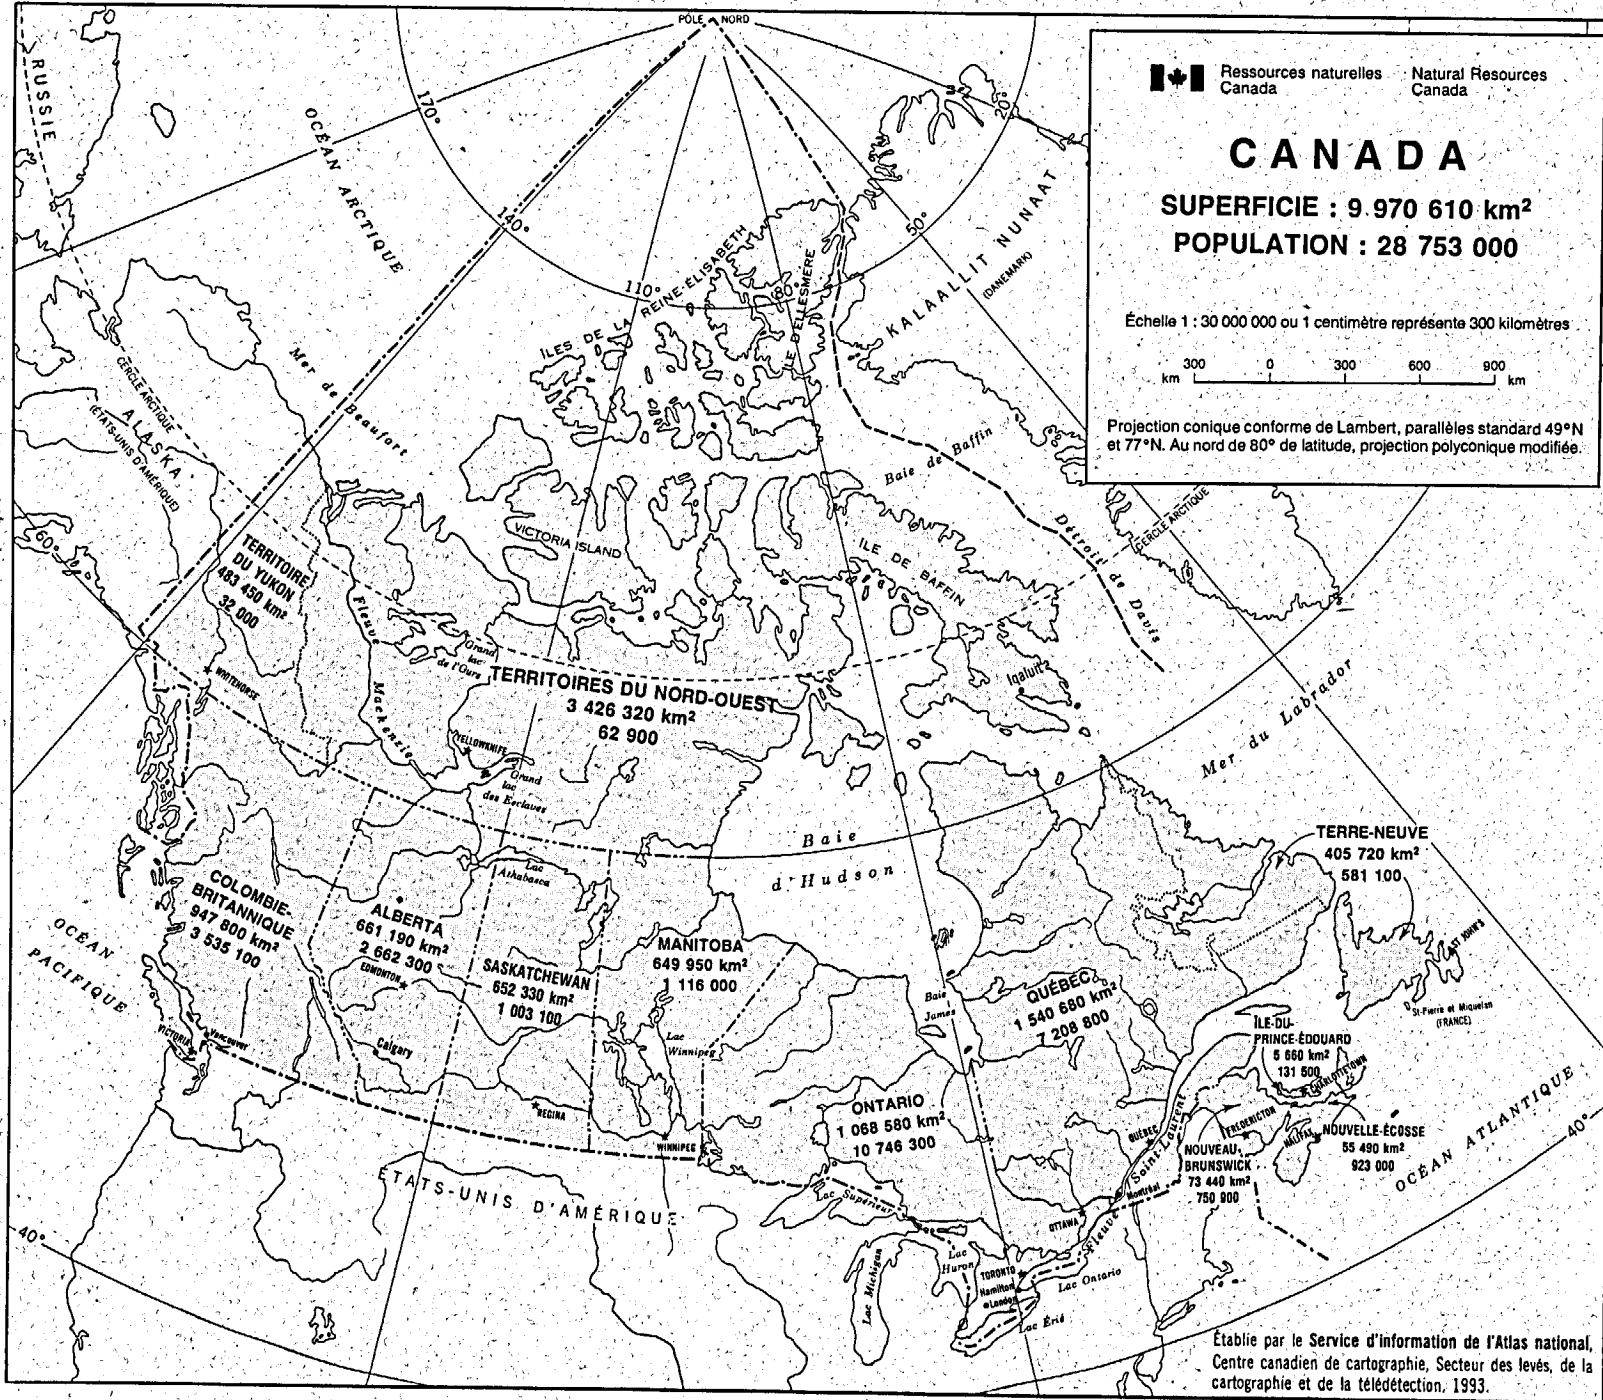 PÔLE NORD
RUSSIE
OCÉAN ARCTIQUE
170°
140°
110°
80°
50°
20°
Ressources naturelles
Canada
Natural Resources
Canada
CANADA
SUPERFICIE : 9 970 610 km²
POPULATION : 28 753 000
Échelle 1 : 30 000 000 ou 1 centimètre représente 300 kilomètres
300 0 300 600 900
km km
Projection conique conforme de Lambert, parallèles standard 49°N
et 77°N. Au nord de 80° de latitude, projection polyconique modifiée.
KALAALLIT NUNAAT
(DANEMARK)
ÎLES DE LA REINE-ÉLISABETH
ÎLE D'ELLESMERE
Mer de Beaufort
CERCLE ARCTIQUE
ALASKA
(ÉTATS-UNIS D'AMÉRIQUE)
Baie de Baffin
Détroit de Davis
CERCLE ARCTIQUE
VICTORIA ISLAND
ILE DE BAFFIN
60°
TERRITOIRE
DU YUKON
483 450 km²
32 000
WHITEHORSE
Fleuve Mackenzie
Grand
lac
de l'Ours
TERRITOIRES DU NORD-OUEST
3 426 320 km²
62 900
YELLOWKNIFE
Grand
lac
des Esclaves
Iqaluit
Mer du Labrador
Baie
d'Hudson
TERRE-NEUVE
405 720 km²
581 100
ST JOHN'S
St-Pierre et Miquelan
(FRANCE)
OCÉAN
PACIFIQUE
COLOMBIE-
BRITANNIQUE
947 800 km²
3 535 100
VICTORIA
Vancouver
ALBERTA
661 190 km²
2 662 300
EDMONTON
Calgary
Lac
Athabasca
SASKATCHEWAN
652 330 km²
1 003 100
REGINA
MANITOBA
649 950 km²
1 116 000
Lac
Winnipeg
WINNIPEG
Baie
James
ONTARIO
1 068 580 km²
10 746 300
QUÉBEC
1 540 680 km²
7 208 800
QUÉBEC
Fleuve Saint-Laurent
Montréal
OTTAWA
ÎLE-DU-
PRINCE-ÉDOUARD
5 660 km²
131 500
CHARLOTTETOWN
FREDERICTON
NOUVEAU-
BRUNSWICK
73 440 km²
750 900
HALIFAX
NOUVELLE-ÉCOSSE
55 490 km²
923 000
OCÉAN ATLANTIQUE
40°
ÉTATS-UNIS D'AMÉRIQUE
40°
Lac Supérieur
Lac Michigan
Lac
Huron
TORONTO
Hamilton
London
Lac Ontario
Lac Érié
Établie par le Service d'information de l'Atlas national,
Centre canadien de cartographie, Secteur des levés, de la
cartographie et de la télédétection, 1993.